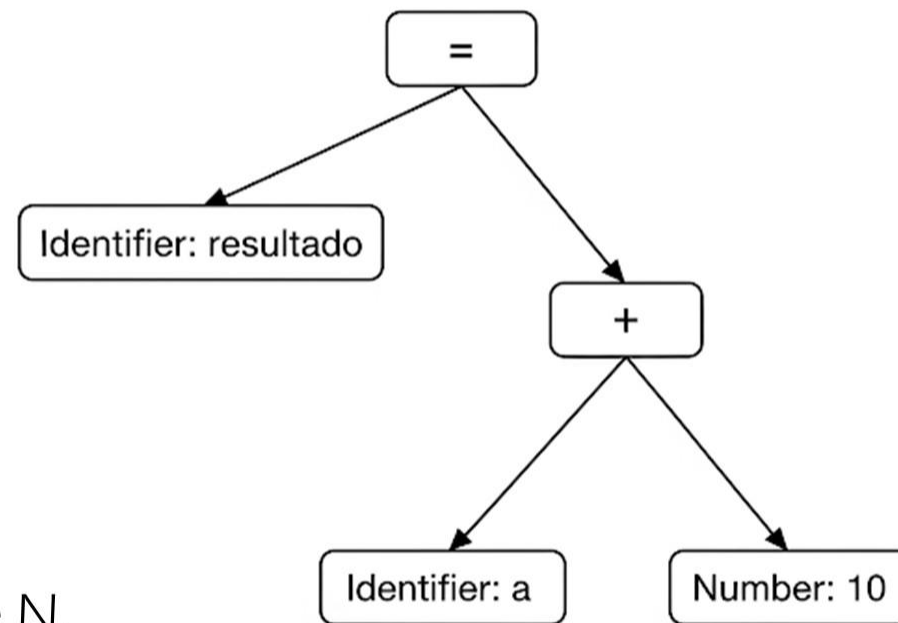 =
Identifier: resultado
+
Identifier: a
Number: 10
N